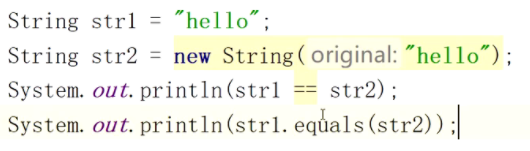 String str1 = "hello";
String str2 = new String( original: "hello");
System.out.println(str1 == str2);
System.out.println(str1.equals(str2));